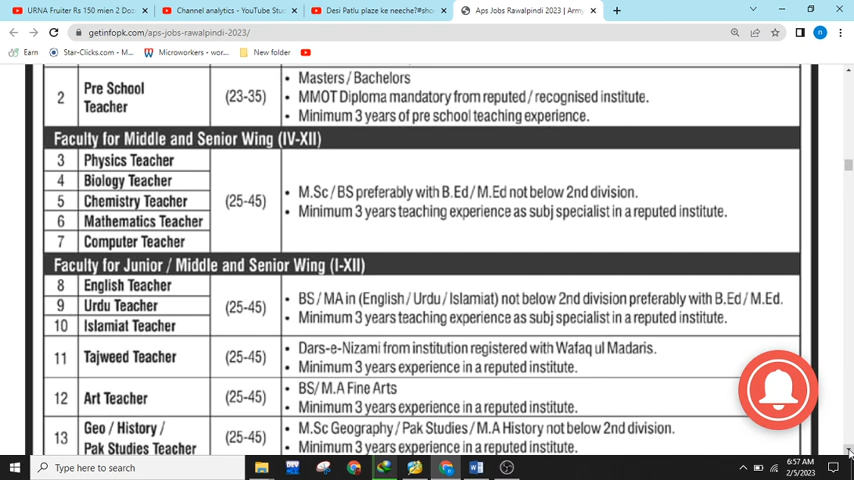 URNA Fruiter Rs 150 mien 2 Doz
Channel analytics - YouTube Stu
Desi Patlu plaze ke neeche?#sho
Aps Jobs Rawalpindi 2023 | Army
getinfopk.com/aps-jobs-rawalpindi-2023/
Earn
Star-Clicks.com - M...
Microworkers - wor...
New folder
2
Pre School
Teacher
(23-35)
• Masters / Bachelors
• MMOT Diploma mandatory from reputed / recognised institute.
• Minimum 3 years of pre school teaching experience.
Faculty for Middle and Senior Wing (IV-XII)
3 Physics Teacher
4 Biology Teacher
5 Chemistry Teacher
6 Mathematics Teacher
7 Computer Teacher
(25-45)
• M.Sc / BS preferably with B.Ed / M.Ed not below 2nd division.
• Minimum 3 years teaching experience as subj specialist in a reputed institute.
Faculty for Junior / Middle and Senior Wing (I-XII)
8 English Teacher
9 Urdu Teacher
10 Islamiat Teacher
(25-45)
• BS / MA in (English / Urdu / Islamiat) not below 2nd division preferably with B.Ed / M.Ed.
• Minimum 3 years teaching experience as subj specialist in a reputed institute.
11 Tajweed Teacher (25-45)
• Dars-e-Nizami from institution registered with Wafaq ul Madaris.
• Minimum 3 years experience in a reputed institute.
12 Art Teacher (25-45)
• BS/ M.A Fine Arts
• Minimum 3 years experience in a reputed institute.
13
Geo / History /
Pak Studies Teacher
(25-45)
• M.Sc Geography / Pak Studies / M.A History not below 2nd division.
• Minimum 3 years experience in a reputed institute.
Type here to search
6:57 AM
2/5/2023